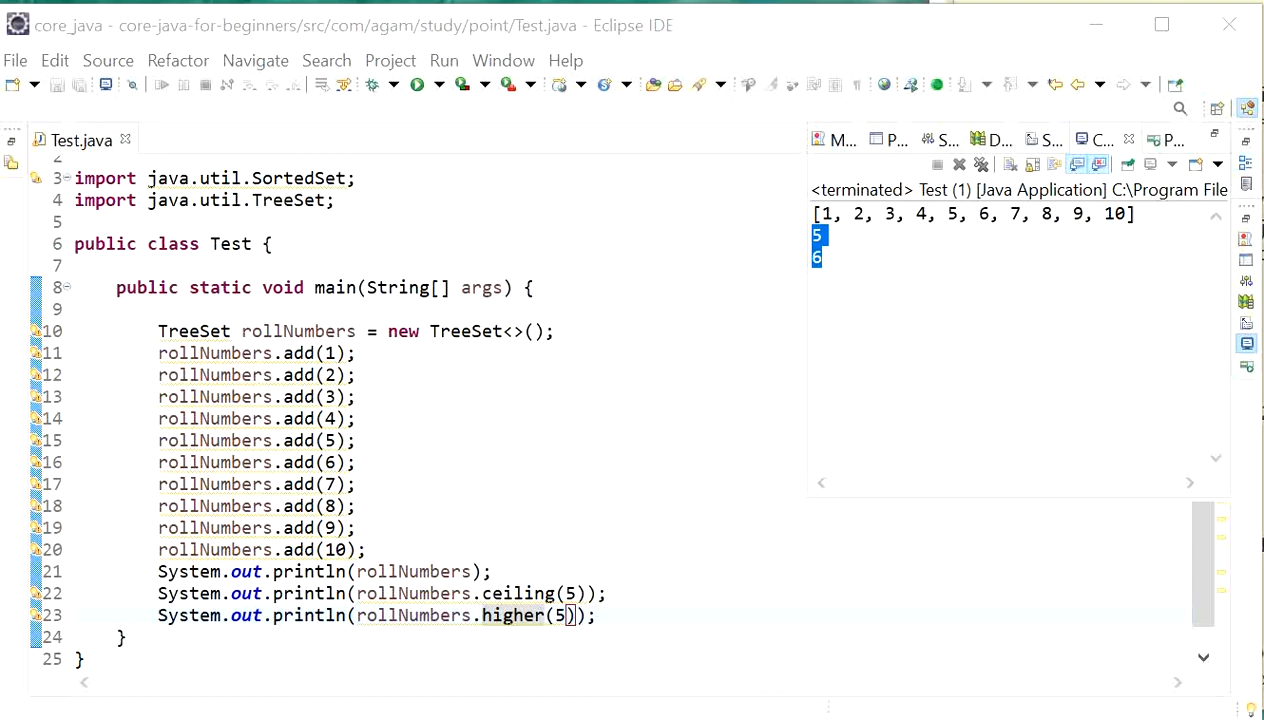 core_java - core-java-for-beginners/src/com/agam/study/point/Test.java - Eclipse IDE
File Edit Source Refactor Navigate Search Project Run Window Help
Test.java
M... P... S... D... S... C... P...
<terminated> Test (1) [Java Application] C:\Program File
[1, 2, 3, 4, 5, 6, 7, 8, 9, 10]
5
6
2
3 import java.util.SortedSet;
4 import java.util.TreeSet;
5
6 public class Test {
7
8 public static void main(String[] args) {
9
10 TreeSet rollNumbers = new TreeSet<>();
11 rollNumbers.add(1);
12 rollNumbers.add(2);
13 rollNumbers.add(3);
14 rollNumbers.add(4);
15 rollNumbers.add(5);
16 rollNumbers.add(6);
17 rollNumbers.add(7);
18 rollNumbers.add(8);
19 rollNumbers.add(9);
20 rollNumbers.add(10);
21 System.out.println(rollNumbers);
22 System.out.println(rollNumbers.ceiling(5));
23 System.out.println(rollNumbers.higher(5));
24 }
25 }